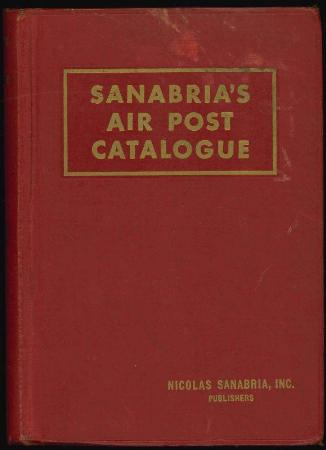 SANABRIA'S
AIR POST
CATALOGUE
NICOLAS SANABRIA, INC.
PUBLISHERS